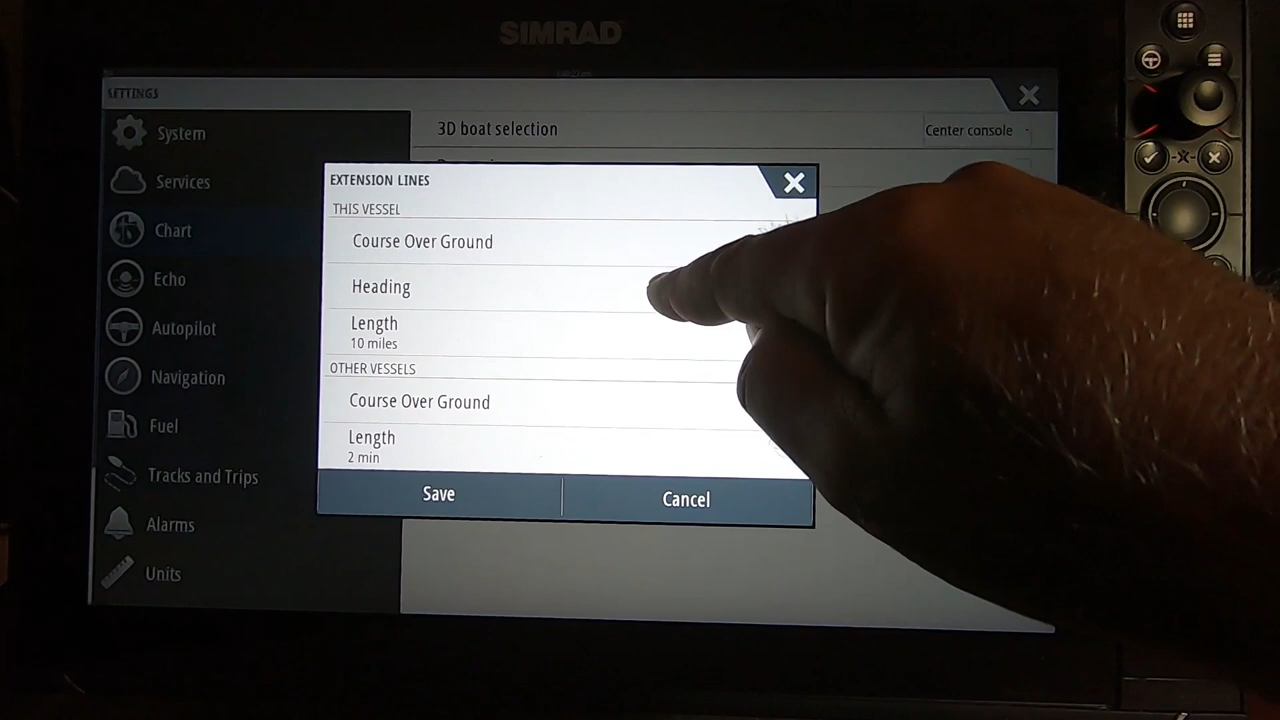 SIMRAD
SETTINGS
System
Services
Chart
Echo
Autopilot
Navigation
Fuel
Tracks and Trips
Alarms
Units
3D boat selection
Center console
EXTENSION LINES
THIS VESSEL
Course Over Ground
Heading
Length
10 miles
OTHER VESSELS
Course Over Ground
Length
2 min
Save
Cancel